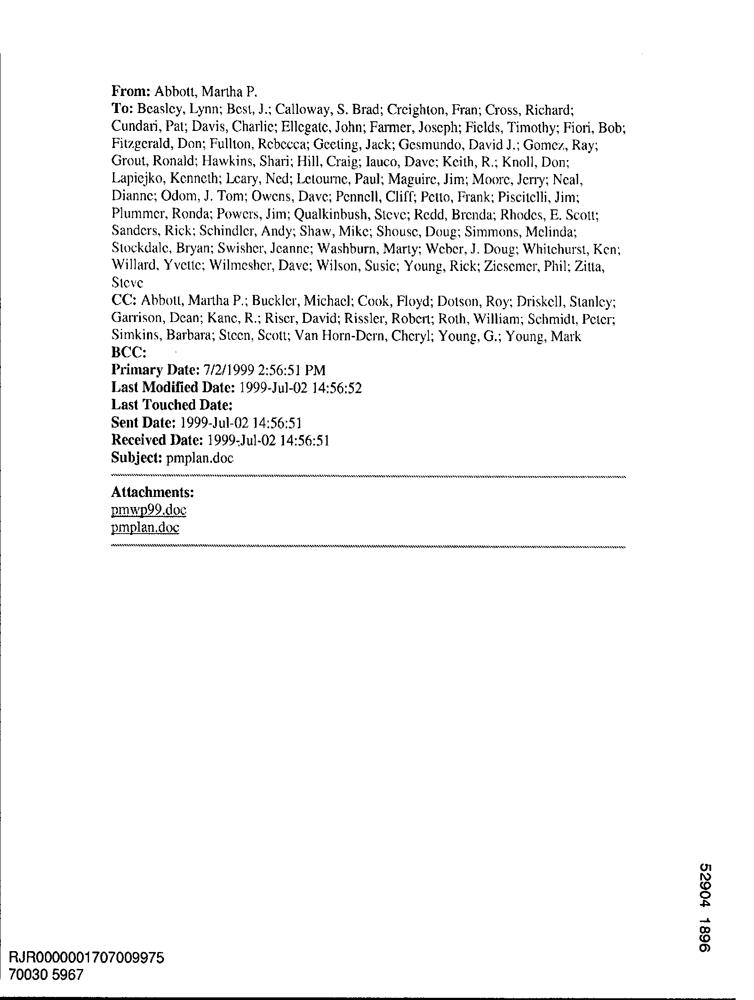 From: Abbott, Martha P.
To: Beasley, Lynn; Best, J.; Calloway, S. Brad; Creighton, Fran; Cross, Richard;
Cundari, Pat; Davis, Charlie; Ellegate, John; Farmer, Joseph; Fields, Timothy; Fiori, Bob;
Fitzgerald, Don; Fullton, Rebecca; Geeting, Jack; Gesmundo, David J.; Gomez, Ray;
Grout, Ronald; Hawkins, Shari; Hill, Craig; Iauco, Dave; Keith, R.; Knoll, Don;
Lapiejko, Kenneth; Leary, Ned; Letourne, Paul; Maguire, Jim; Moore, Jerry; Neal,
Dianne; Odom, J. Tom; Owens, Dave; Pennell, Cliff; Petto, Frank; Piscitelli, Jim;
Plummer, Ronda; Powers, Jim; Qualkinbush, Steve; Redd, Brenda; Rhodes, E. Scott;
Sanders, Rick; Schindler, Andy; Shaw, Mike; Shouse, Doug; Simmons, Melinda;
Stockdale, Bryan; Swisher, Jeanne; Washburn, Marty; Weber, J. Doug; Whitehurst, Ken;
Willard, Yvette; Wilmesher, Dave; Wilson, Susie; Young, Rick; Ziesemer, Phil; Zitta,
Steve
CC: Abbott, Martha P.; Buckler, Michael; Cook, Floyd; Dotson, Roy; Driskell, Stanley;
Garrison, Dean; Kane, R.; Riser, David; Rissler, Robert; Roth, William; Schmidt, Peter;
Simkins, Barbara; Steen, Scott; Van Horn-Dern, Cheryl; Young, G.; Young, Mark
BCC:
Primary Date: 7/2/1999 2:56:51 PM
Last Modified Date: 1999-Jul-02 14:56:52
Last Touched Date:
Sent Date: 1999-Jul-02 14:56:51
Received Date: 1999-Jul-02 14:56:51
Subject: pmplan.doc
Attachments:
pmwp99.doc
pmplan.doc
52904 1896
RJR0000001707009975
70030 5967